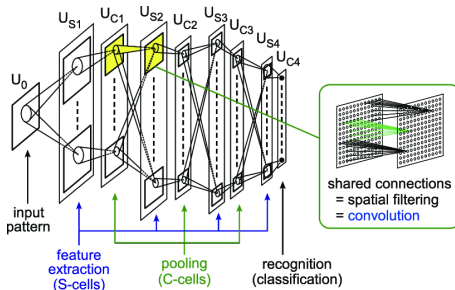 U0
US1
UC1
US2
UC2
US3
UC3
US4
UC4
input
pattern
feature
extraction
(S-cells)
pooling
(C-cells)
recognition
(classification)
shared connections
= spatial filtering
= convolution